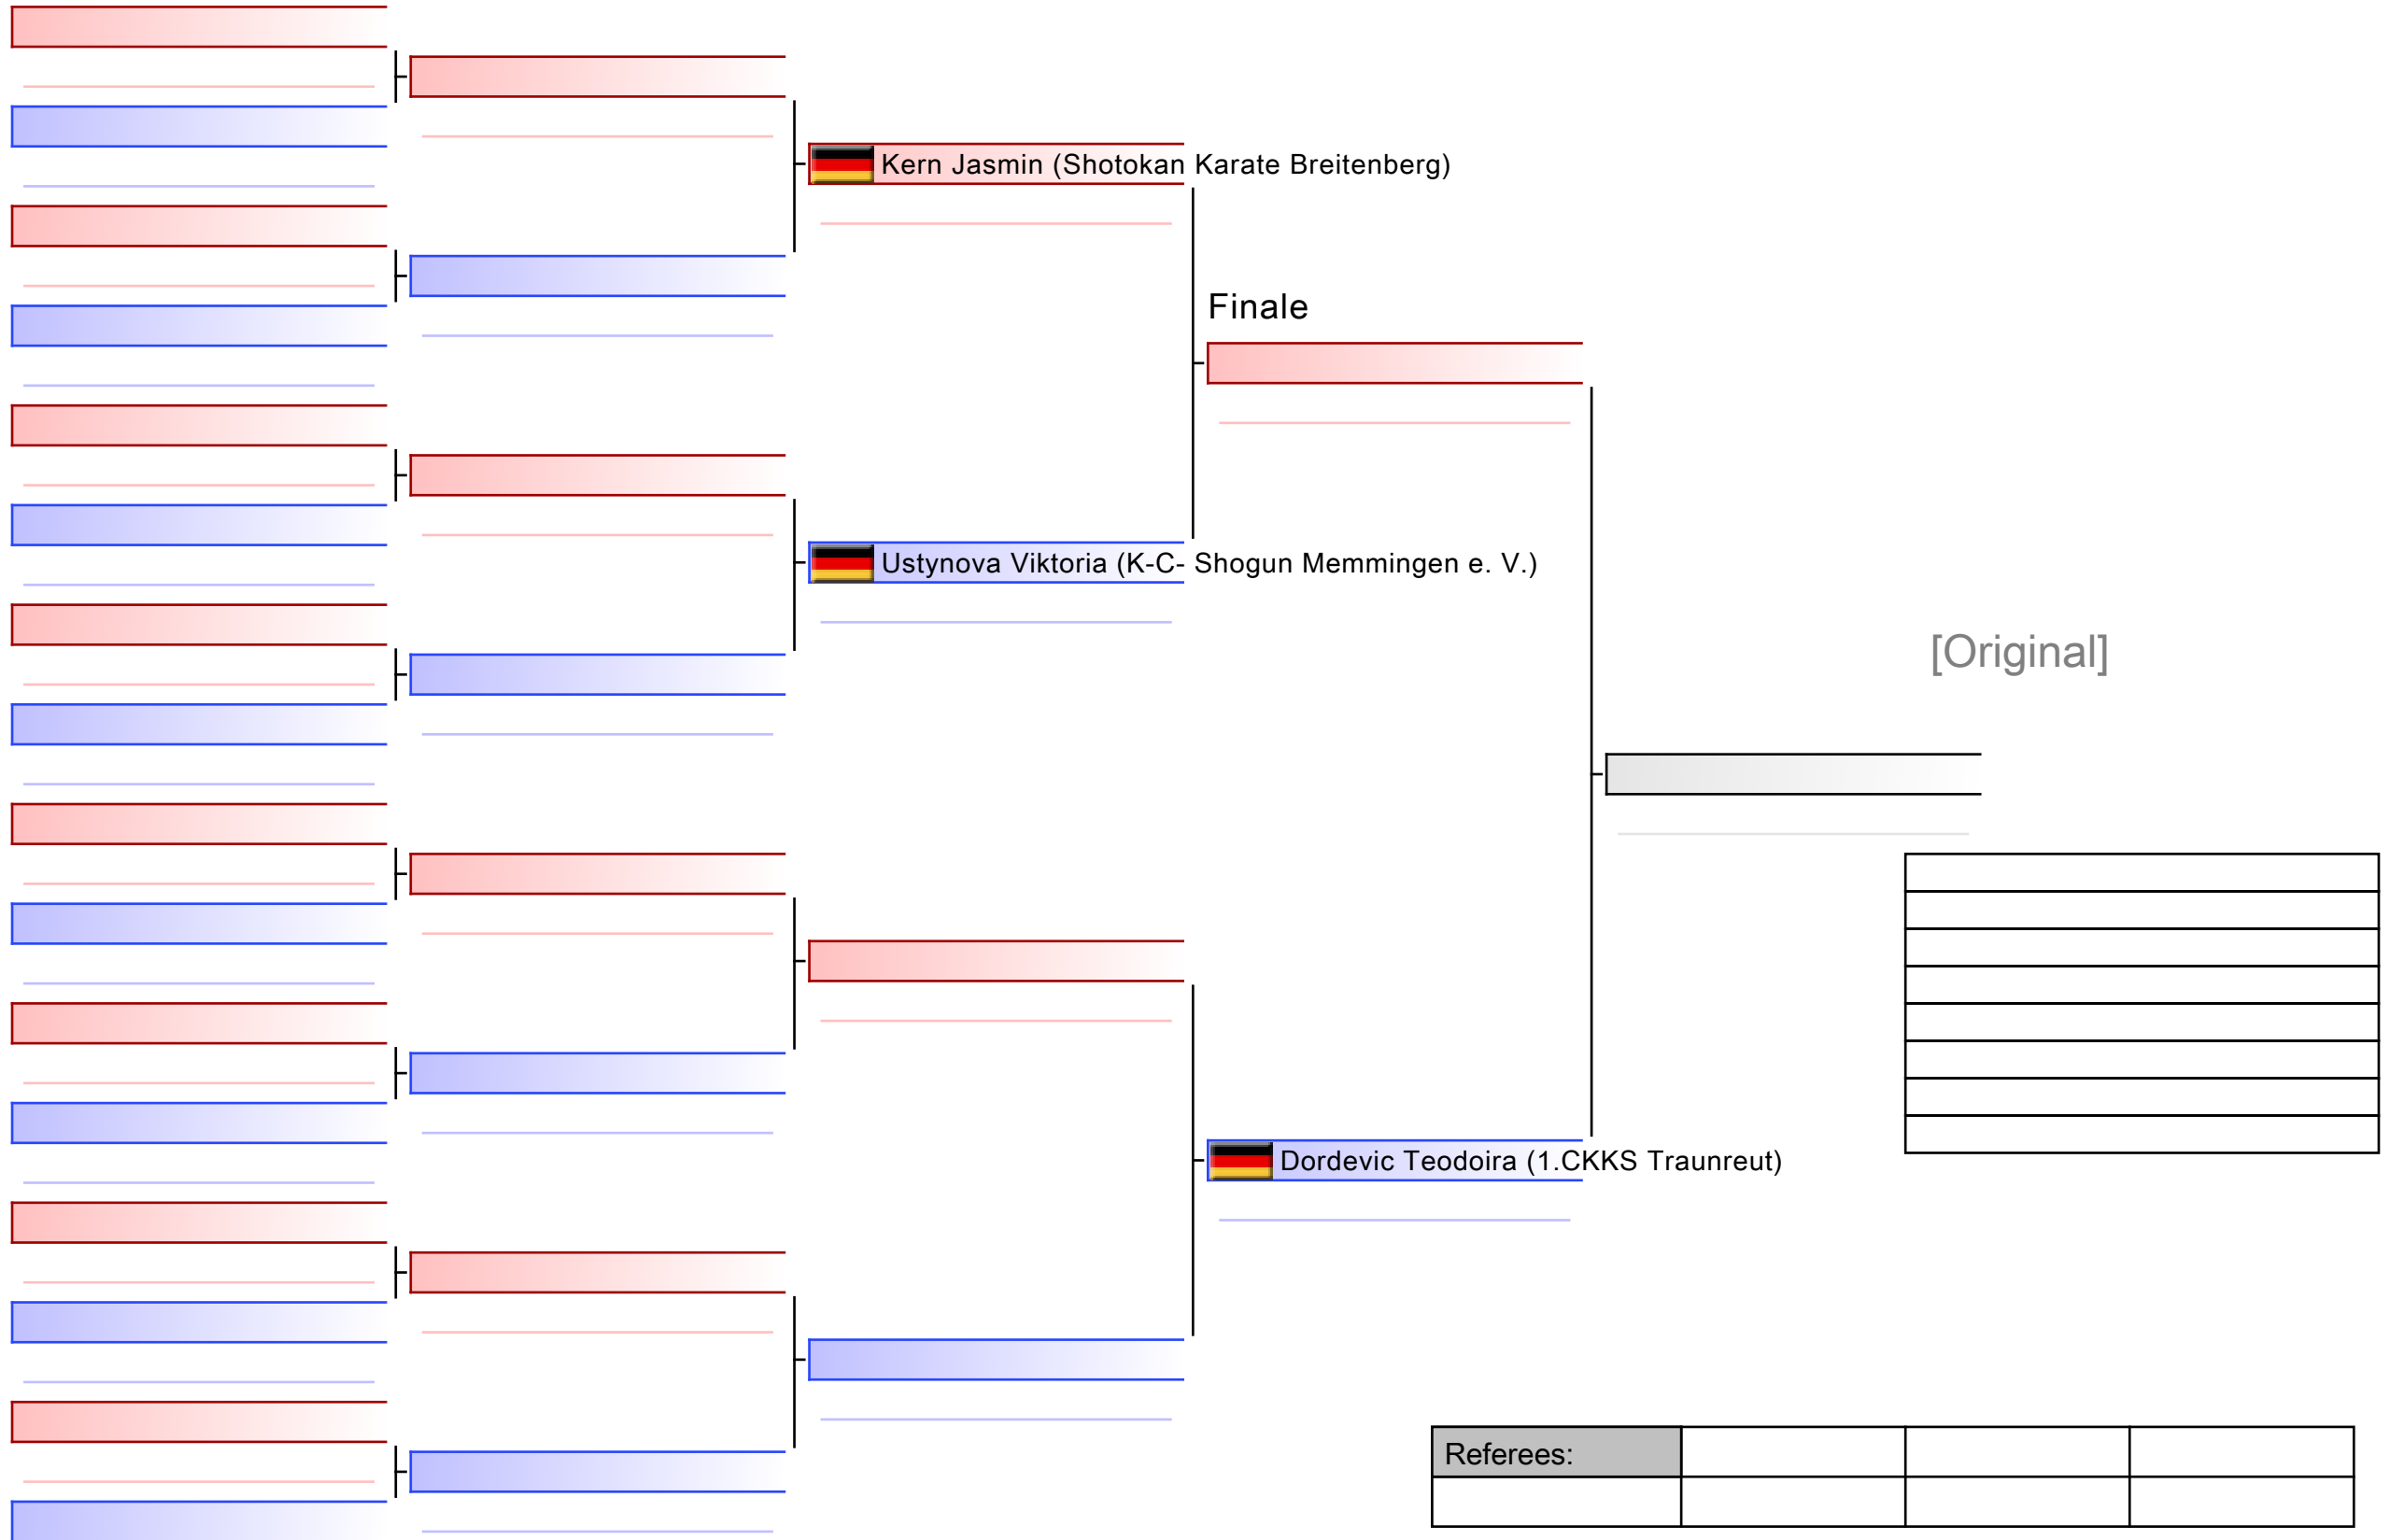 Kern Jasmin (Shotokan Karate Breitenberg)
Finale
Ustynova Viktoria (K-C- Shogun Memmingen e. V.)
[Original]
Dordevic Teodoira (1.CKKS Traunreut)
Referees: